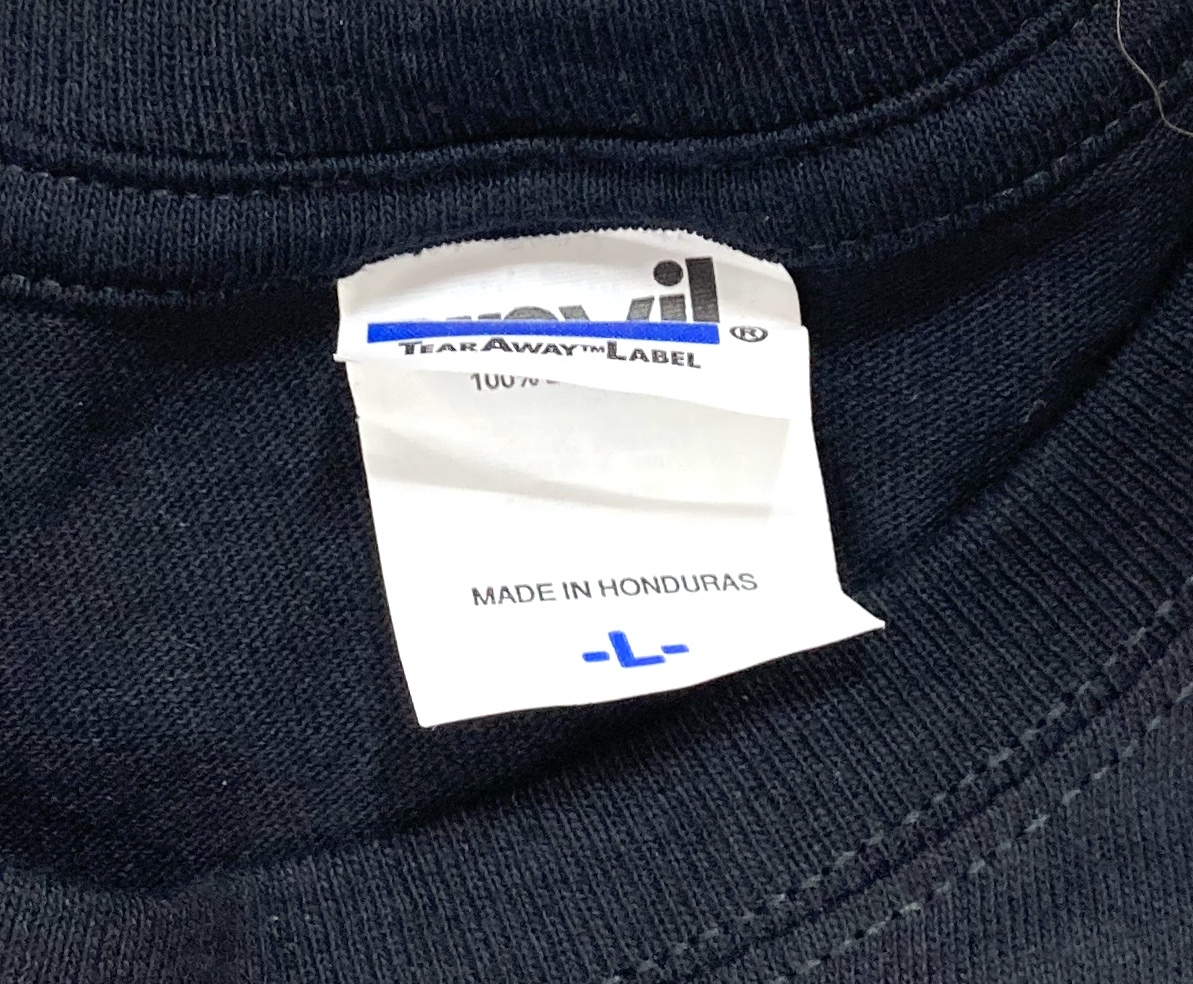 ®
TEARAWAY™LABEL
100%
MADE IN HONDURAS
-L-